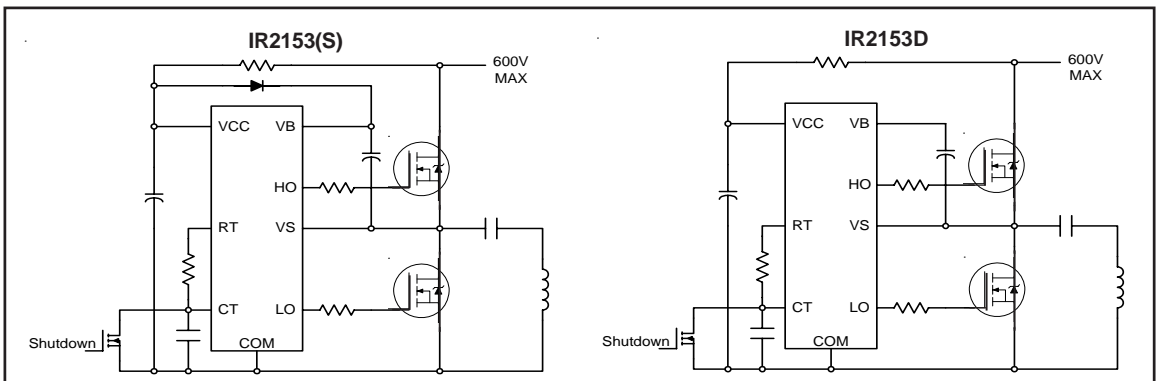 IR2153(S)
600V
MAX
VCC
VB
HO
RT
VS
CT
LO
COM
Shutdown
IR2153D
600V
MAX
VCC
VB
HO
RT
VS
CT
LO
COM
Shutdown